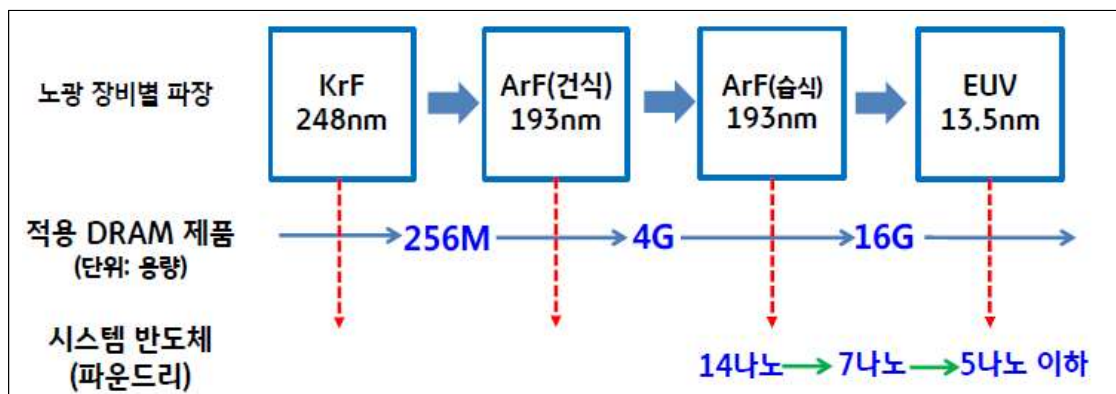 노광 장비별 파장
KrF
248nm
ArF(건식)
193nm
ArF(습식)
193nm
EUV
13.5nm
적용 DRAM 제품
(단위: 용량)
256M
4G
16G
시스템 반도체
(파운드리)
14나노
7나노
5나노 이하